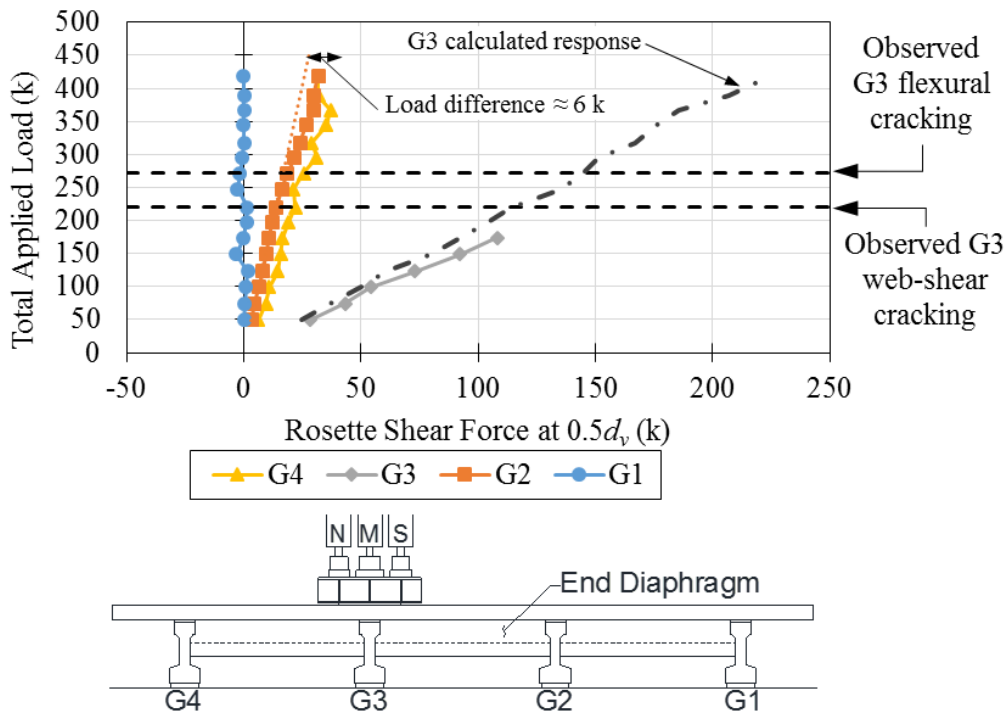 500
450
400
350
300
250
200
150
100
50
0
Total Applied Load (k)
-50 0 50 100 150 200 250
Rosette Shear Force at 0.5dᵥ (k)
G3 calculated response
Load difference ≈ 6 k
Observed
G3 flexural
cracking
Observed G3
web-shear
cracking
G4 G3 G2 G1
N M S
End Diaphragm
G4 G3 G2 G1